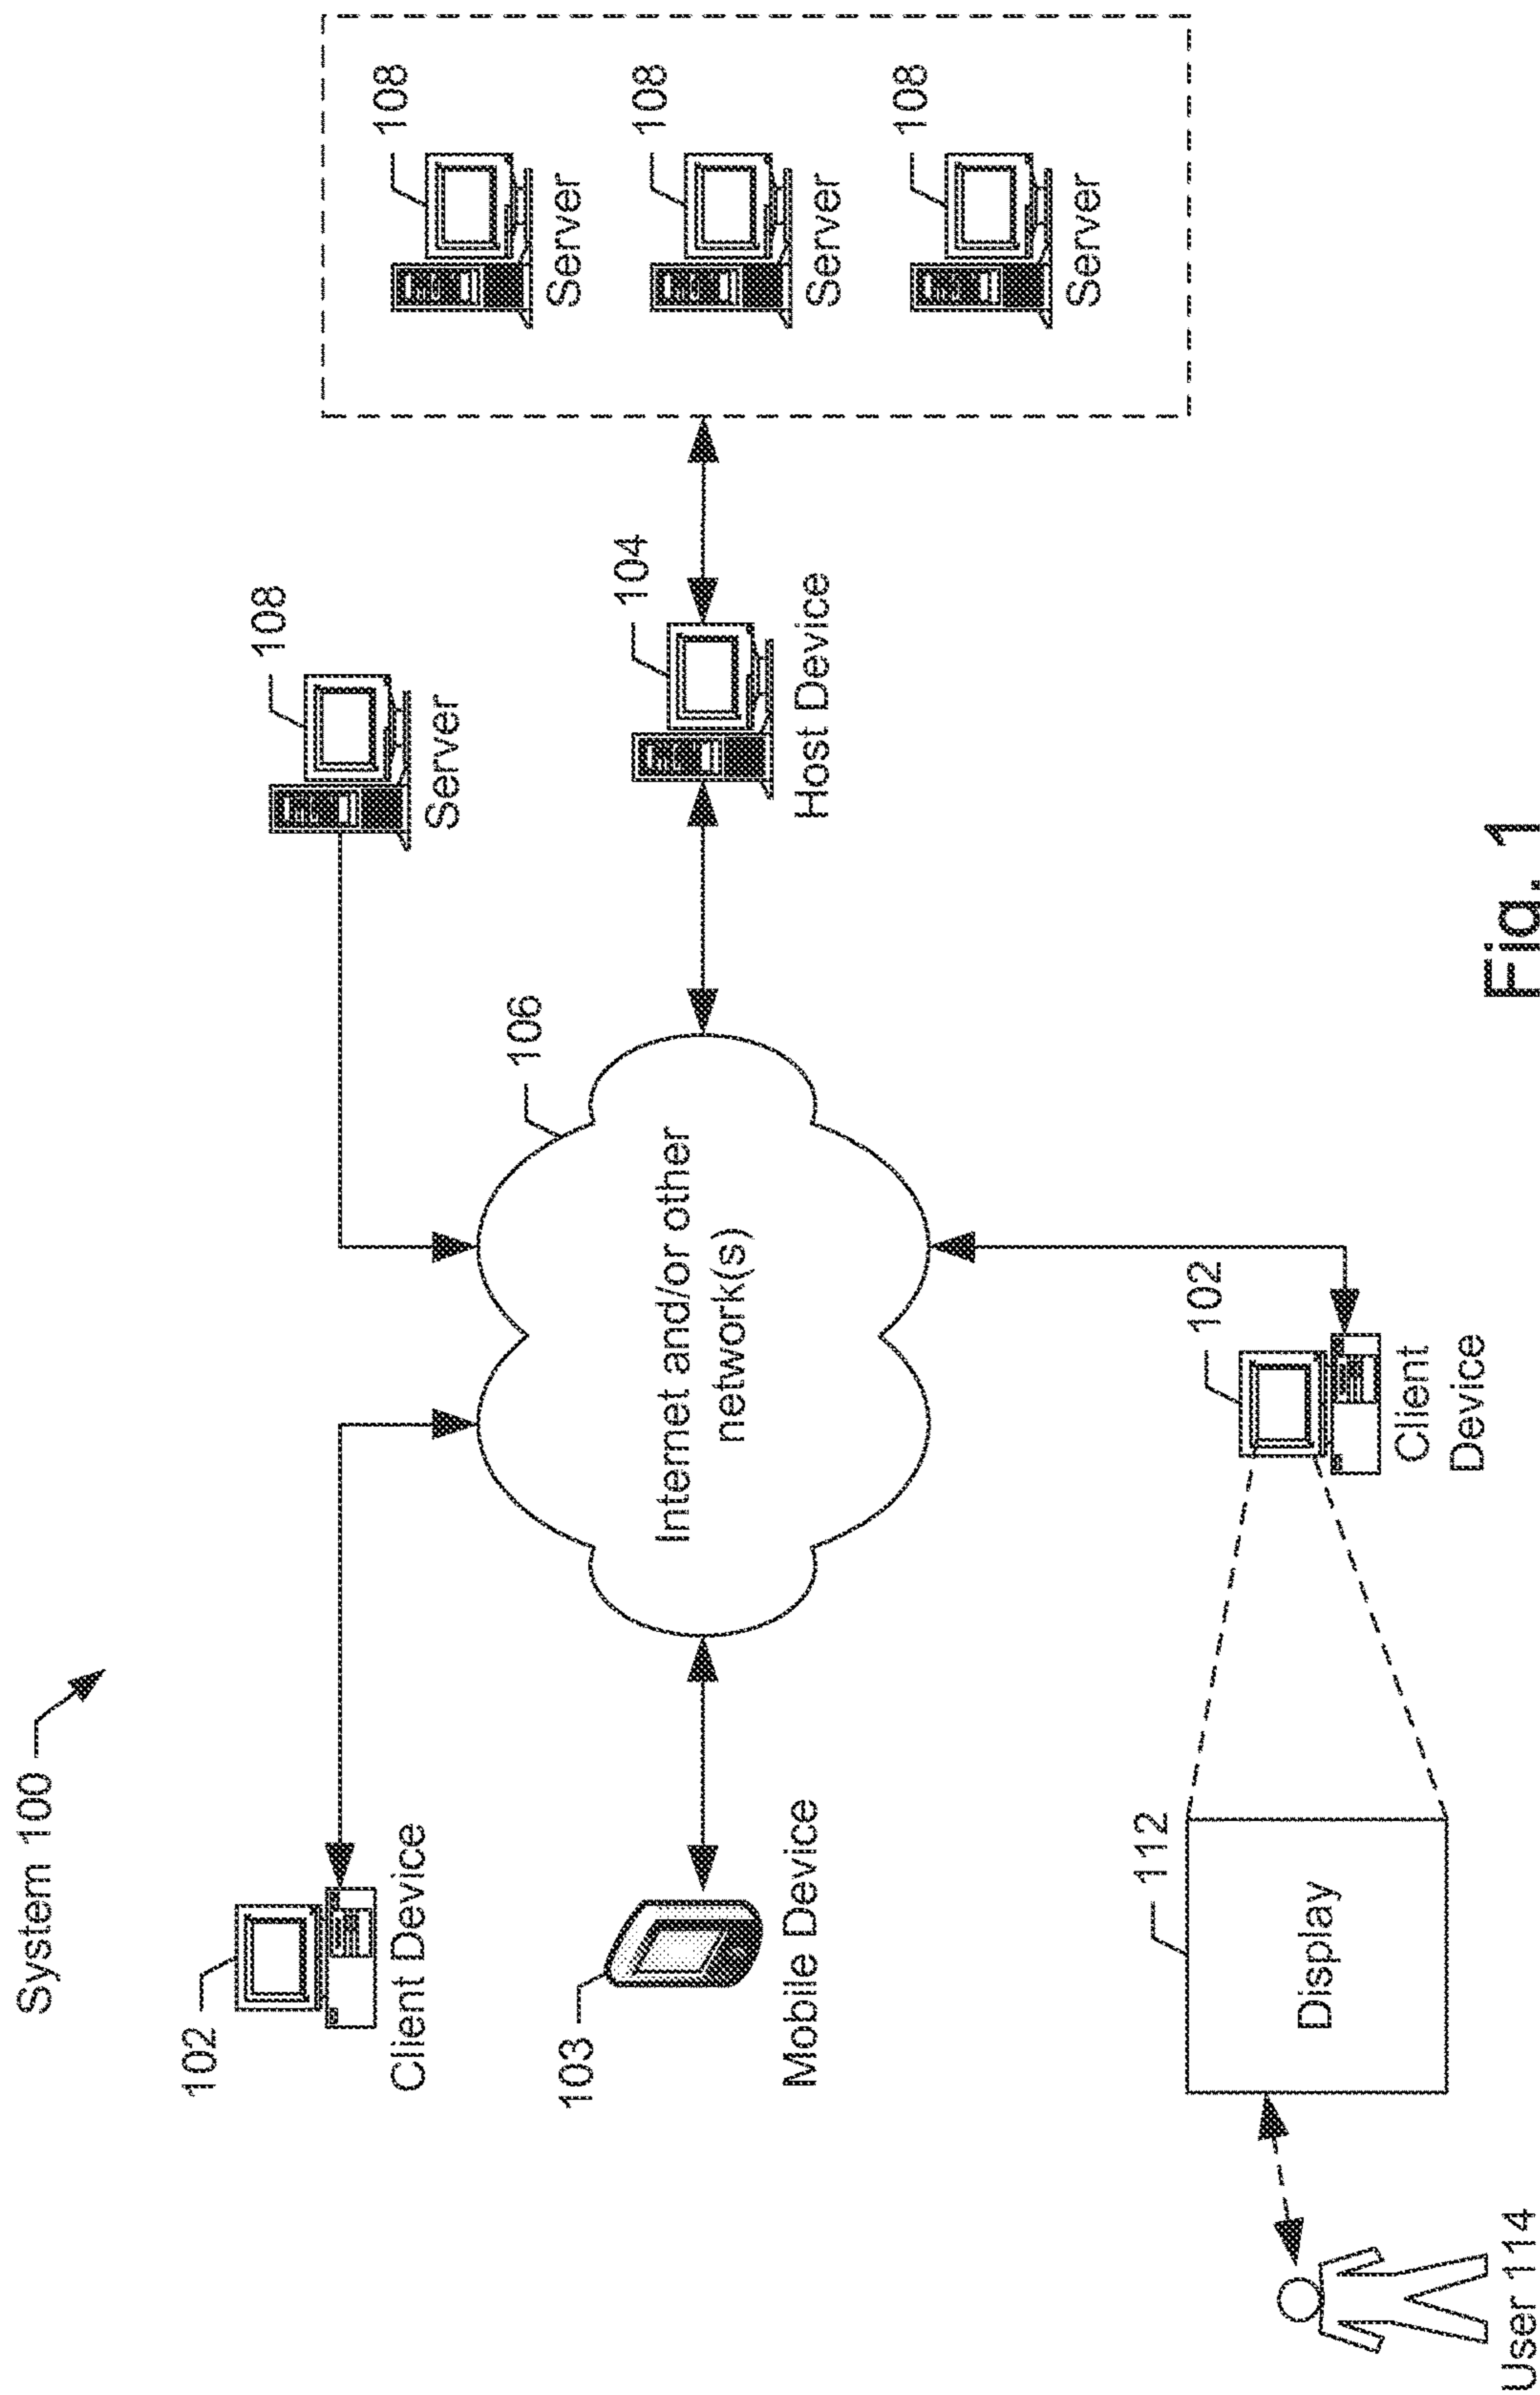 System 100
102
Client Device
103
Mobile Device
106
Internet and/or other
network(s)
108
Server
104
Host Device
108
Server
108
Server
108
Server
102
Client
Device
112
Display
User 114
Fig. 1